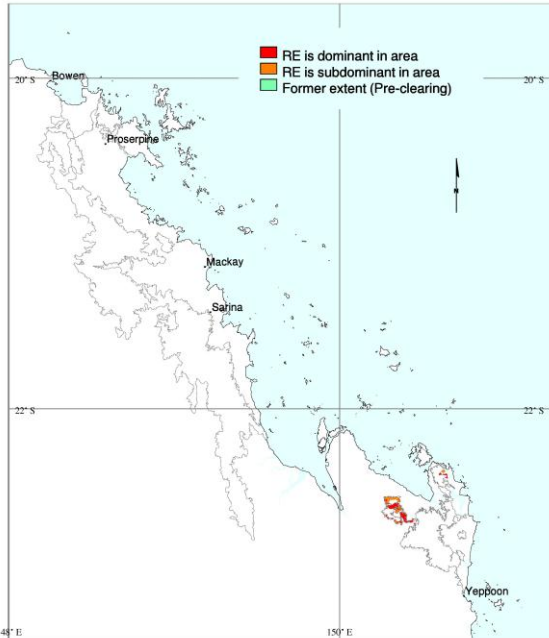 RE is dominant in area
20° S
20° S
Bowen
RE is subdominant in area
Former extent (Pre-clearing)
Proserpine
N
Mackay
Sarina
22° S
22° S
Yeppoon
48° E
150° E